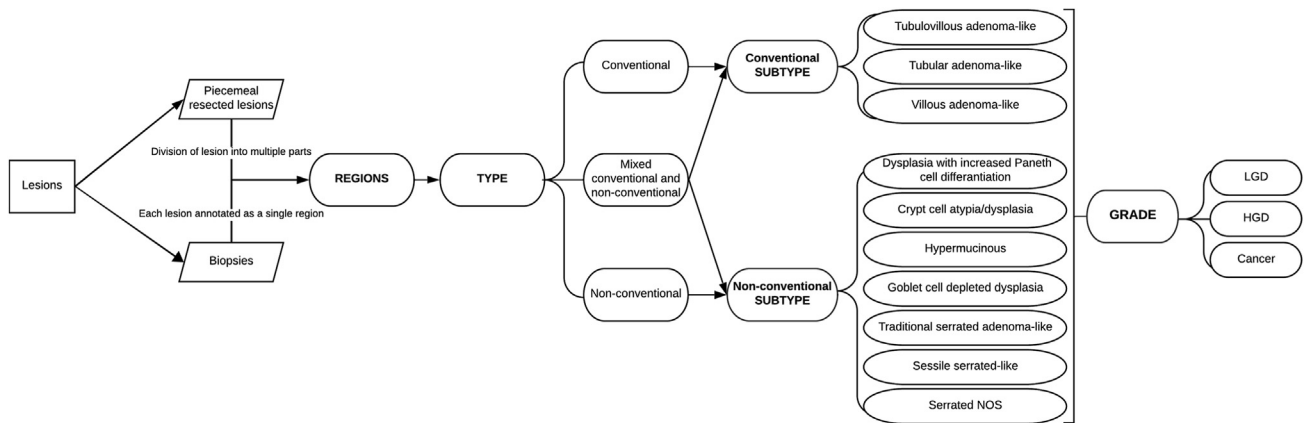 Lesions
Piecemeal
resected lesions
Division of lesion into multiple parts
Each lesion annotated as a single region
Biopsies
REGIONS
TYPE
Conventional
Mixed
conventional and
non-conventional
Non-conventional
Conventional
SUBTYPE
Non-conventional
SUBTYPE
Tubulovillous adenoma-like
Tubular adenoma-like
Villous adenoma-like
Dysplasia with increased Paneth
cell differantiation
Crypt cell atypia/dysplasia
Hypermucinous
Goblet cell depleted dysplasia
Traditional serrated adenoma-like
Sessile serrated-like
Serrated NOS
GRADE
LGD
HGD
Cancer